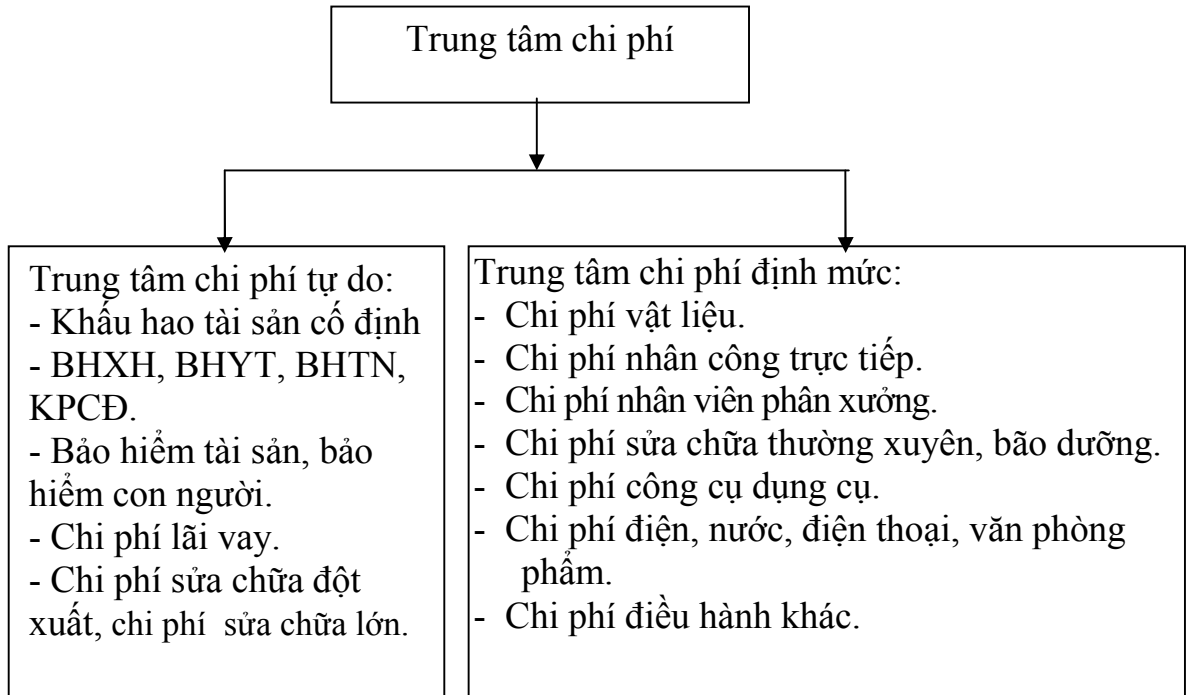 Trung tâm chi phí
Trung tâm chi phí tự do:
- Khấu hao tài sản cố định
- BHXH, BHYT, BHTN,
KPCĐ.
- Bảo hiểm tài sản, bảo
hiểm con người.
- Chi phí lãi vay.
- Chi phí sửa chữa đột
xuất, chi phí sửa chữa lớn.
Trung tâm chi phí định mức:
- Chi phí vật liệu.
- Chi phí nhân công trực tiếp.
- Chi phí nhân viên phân xưởng.
- Chi phí sửa chữa thường xuyên, bão dưỡng.
- Chi phí công cụ dụng cụ.
- Chi phí điện, nước, điện thoại, văn phòng
phẩm.
- Chi phí điều hành khác.